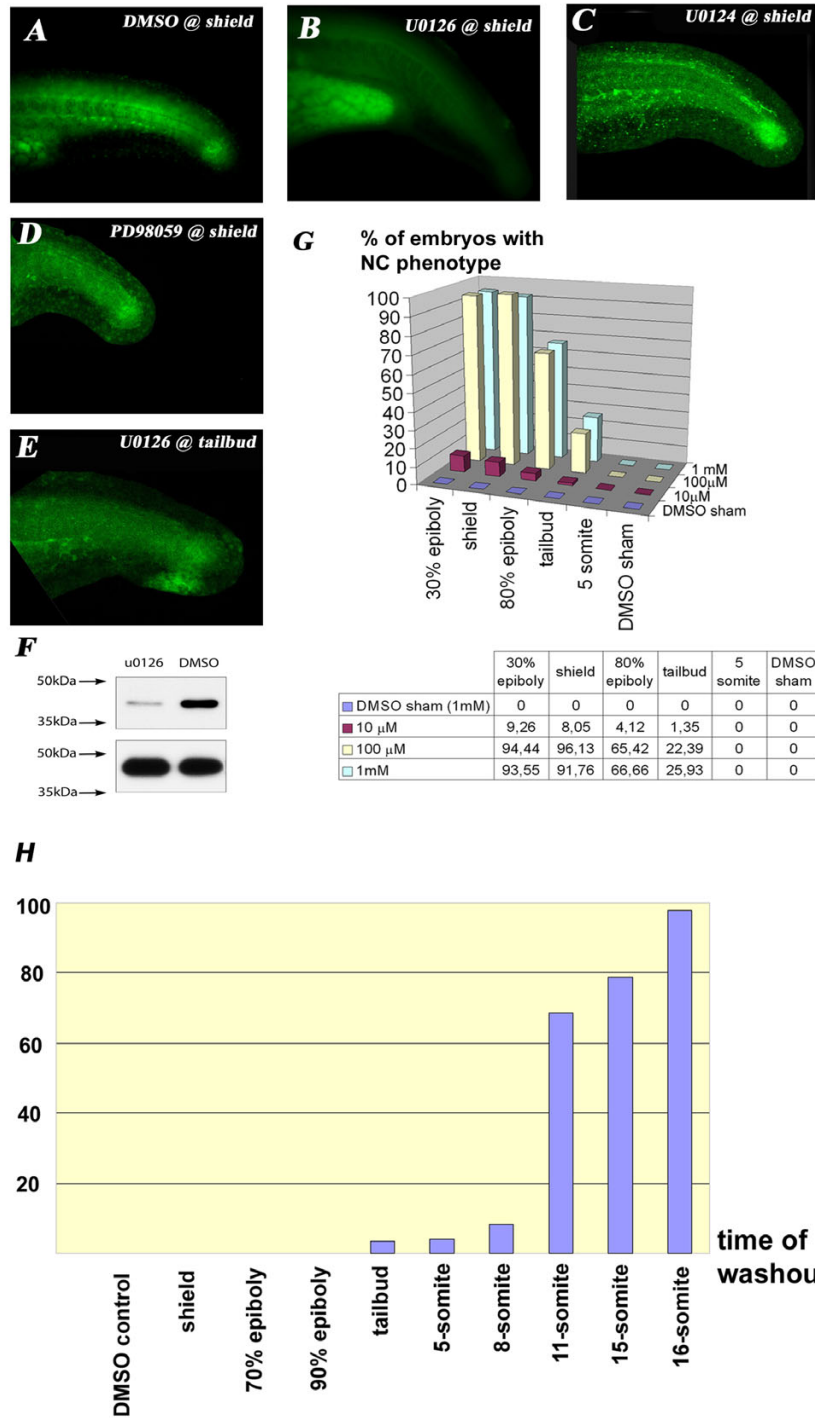 A
DMSO @ shield
B
U0126 @ shield
C
U0124 @ shield
D
PD98059 @ shield
E
U0126 @ tailbud
F
u0126 DMSO
50kDa
35kDa
50kDa
35kDa
G
% of embryos with
NC phenotype
100
90
80
70
60
50
40
30
20
10
0
1 mM
100µM
10µM
DMSO sham
30% epiboly
shield
80% epiboly
tailbud
5 somite
DMSO sham
30% epiboly shield 80% epiboly tailbud 5 somite DMSO sham
DMSO sham (1mM) 0 0 0 0 0 0
10 µM 9,26 8,05 4,12 1,35 0 0
100 µM 94,44 96,13 65,42 22,39 0 0
1mM 93,55 91,76 66,66 25,93 0 0
H
100
80
60
40
20
time of
washou
DMSO control
shield
70% epiboly
90% epiboly
tailbud
5-somite
8-somite
11-somite
15-somite
16-somite